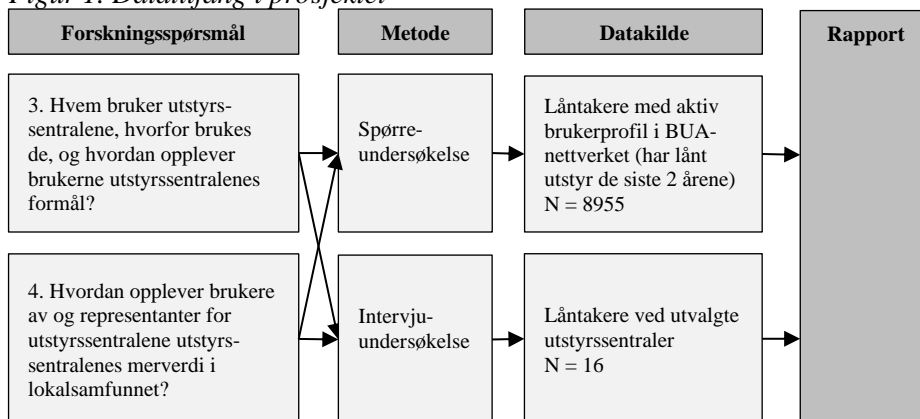 Figur 1. Datautfang i prosjektet
Forskningsspørsmål
Metode
Datakilde
Rapport
3. Hvem bruker utstyrs-
sentralene, hvorfor brukes
de, og hvordan opplever
brukerne utstyrssentralenes
formål?
Spørre-
undersøkelse
Låntakere med aktiv
brukerprofil i BUA-
nettverket (har lånt
utstyr de siste 2 årene)
N = 8955
4. Hvordan opplever brukere
av og representanter for
utstyrssentralene utstyrs-
sentralenes merverdi i
lokalsamfunnet?
Intervju-
undersøkelse
Låntakere ved utvalgte
utstyrssentraler
N = 16